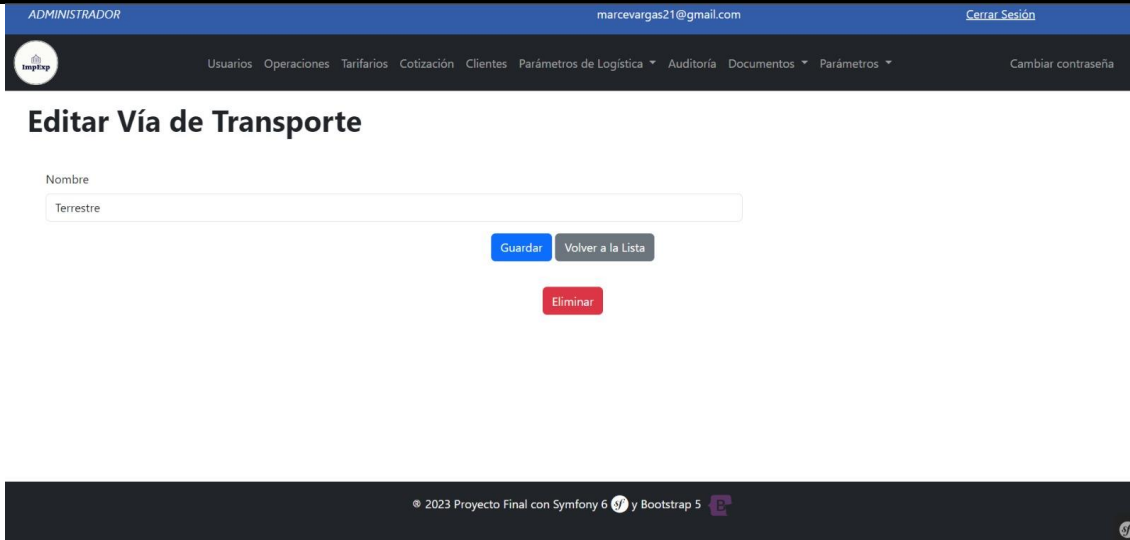 ADMINISTRADOR marcevargas21@gmail.com Cerrar Sesión
ImpExp Usuarios Operaciones Tarifarios Cotización Clientes Parámetros de Logística Auditoría Documentos Parámetros Cambiar contraseña
Editar Vía de Transporte
Nombre
Terrestre
Guardar Volver a la Lista
Eliminar
® 2023 Proyecto Final con Symfony 6 sf y Bootstrap 5 B
sf